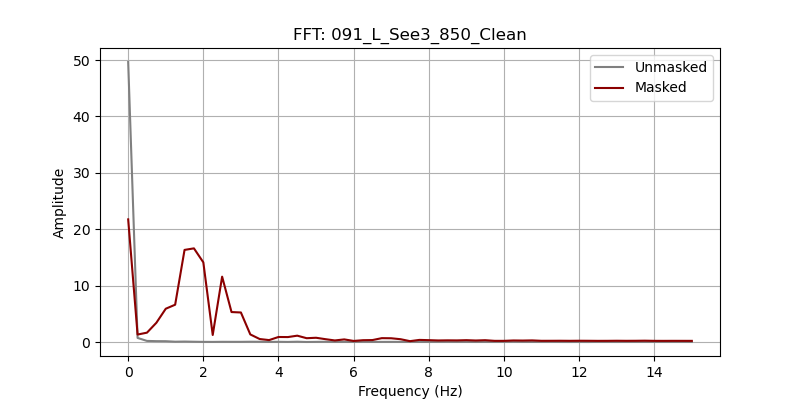 FFT: 091_L_See3_850_Clean
Unmasked
Masked
50
40
30
20
10
0
Amplitude
0 2 4 6 8 10 12 14
Frequency (Hz)